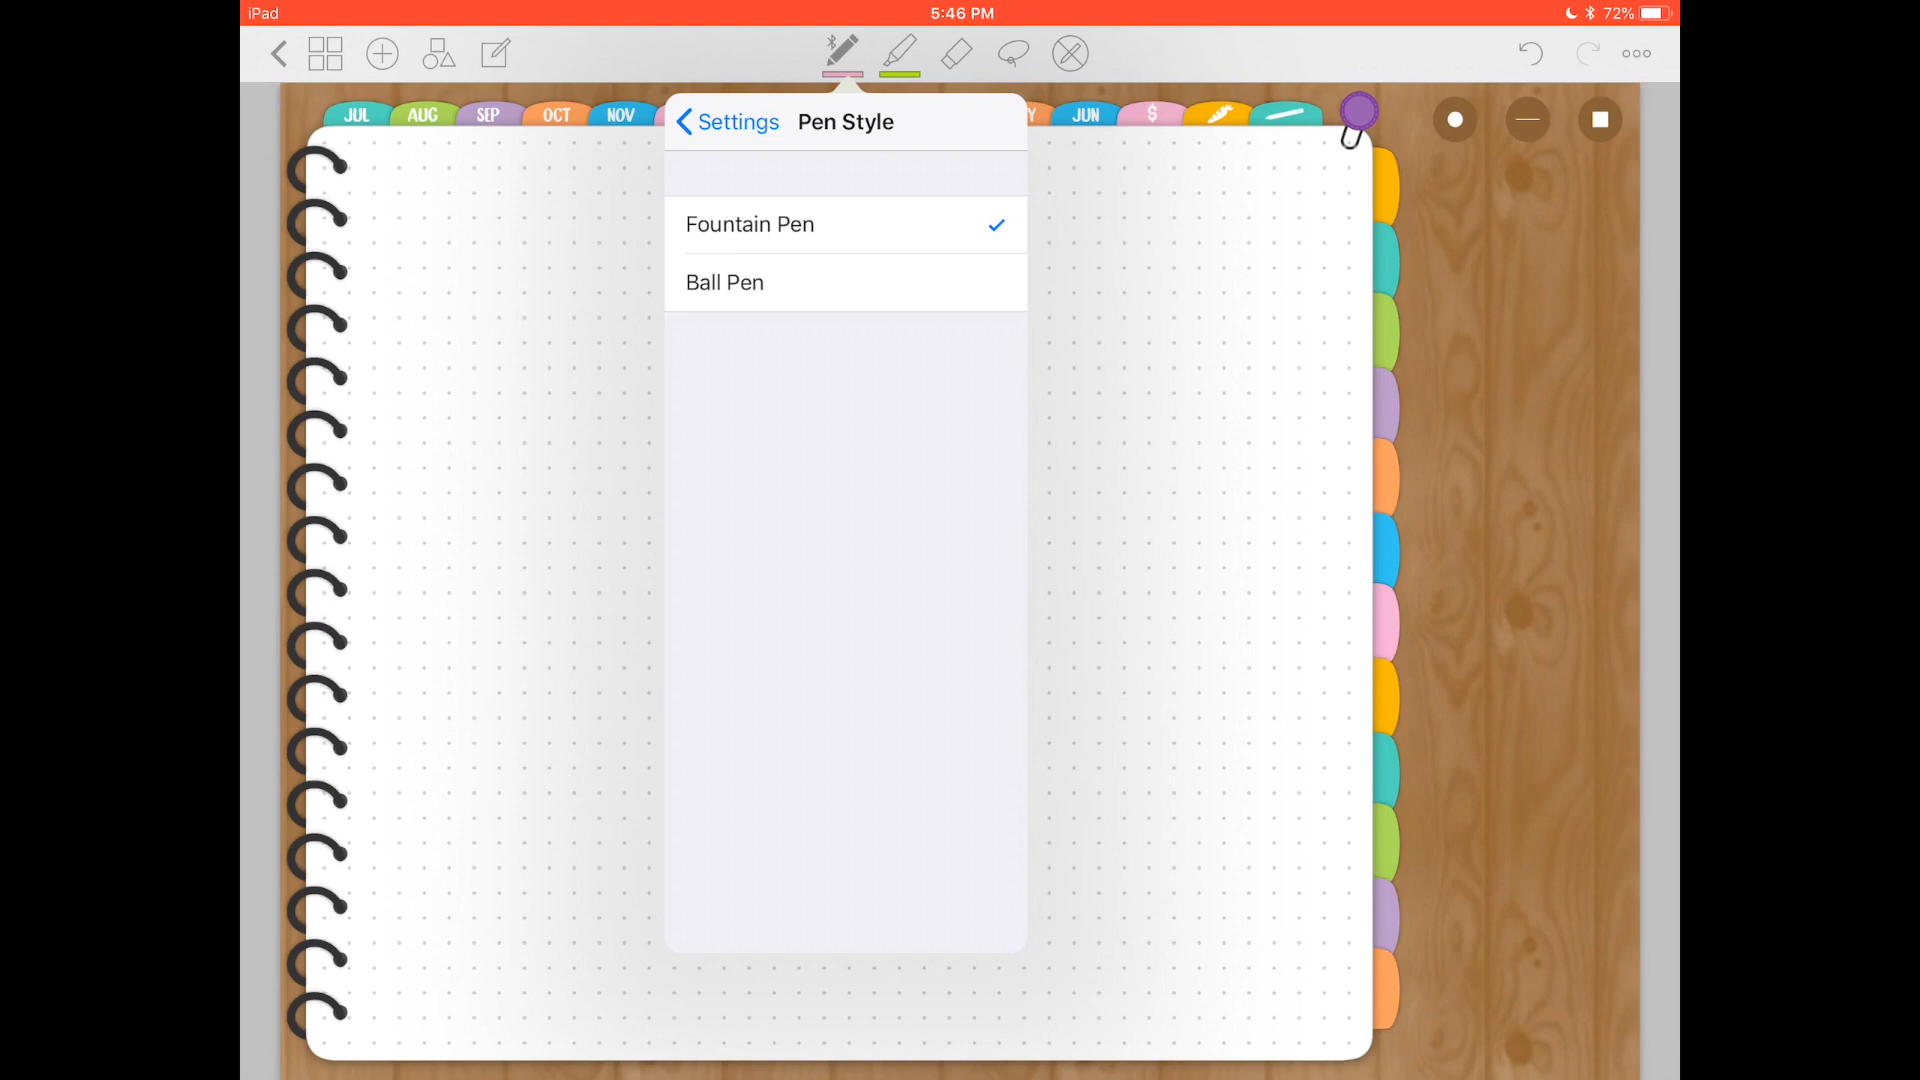 iPad 5:46 PM 72%
JUL AUG SEP OCT NOV Y JUN $
Settings Pen Style
Fountain Pen
Ball Pen